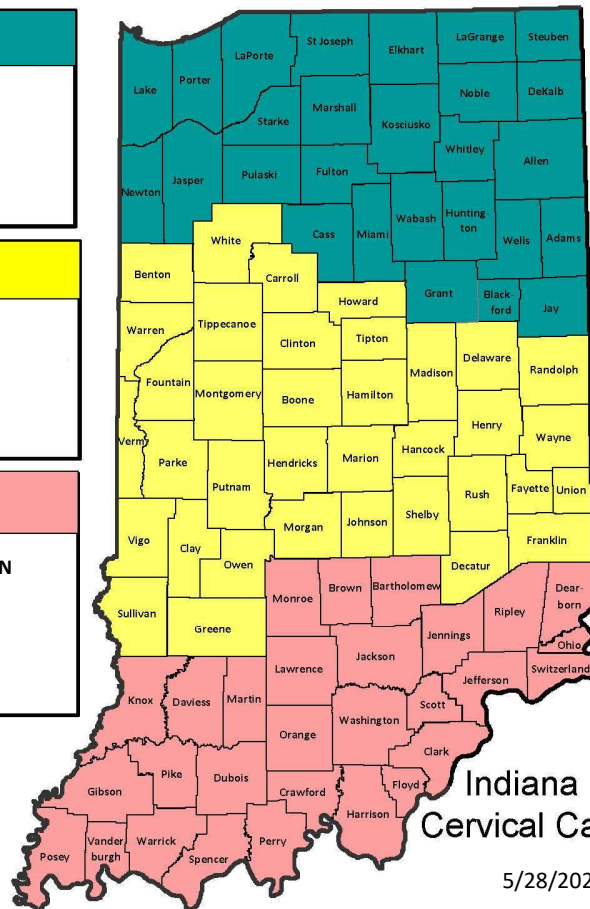 St Joseph
LaPorte
Elkhart
LaGrange
Steuben
Lake
Porter
Noble
DeKalb
Starke
Marshall
Kosciusko
Whitley
Allen
Newton
Jasper
Pulaski
Fulton
White
Cass
Miami
Wabash
Hunting-
ton
Wells
Adams
Benton
Carroll
Howard
Grant
Black-
ford
Jay
Warren
Tippecanoe
Clinton
Tipton
Madison
Delaware
Randolph
Fountain
Montgomery
Boone
Hamilton
Henry
Wayne
Verm
Parke
Putnam
Hendricks
Marion
Hancock
Rush
Fayette
Union
Vigo
Clay
Owen
Morgan
Johnson
Shelby
Franklin
Decatur
N
Sullivan
Greene
Monroe
Brown
Bartholomew
Jennings
Ripley
Dear-
born
Ohio
Switzerland
Knox
Daviess
Martin
Lawrence
Jackson
Jefferson
Scott
Orange
Washington
Clark
Gibson
Pike
Dubois
Crawford
Harrison
Floyd
Posey
Vander
burgh
Warrick
Spencer
Perry
Indiana
Cervical Ca
5/28/202